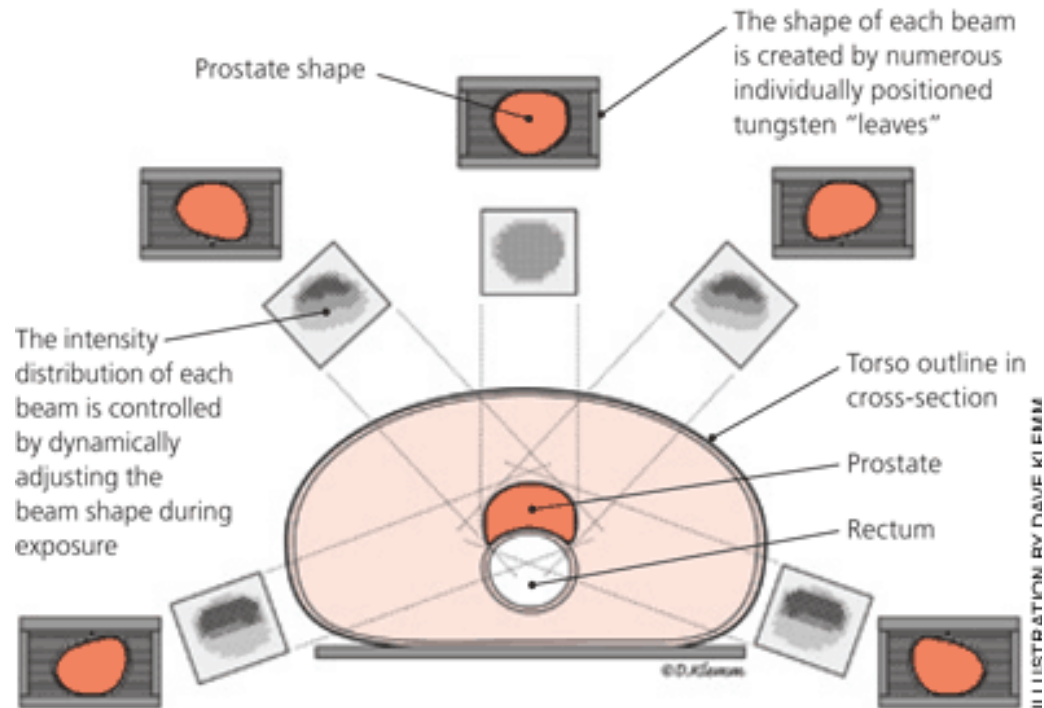 Prostate shape
The shape of each beam
is created by numerous
individually positioned
tungsten “leaves”
The intensity
distribution of each
beam is controlled
by dynamically
adjusting the
beam shape during
exposure
Torso outline in
cross-section
Prostate
Rectum
©D.Klemm
ILLUSTRATION BY DAVE KLEMM